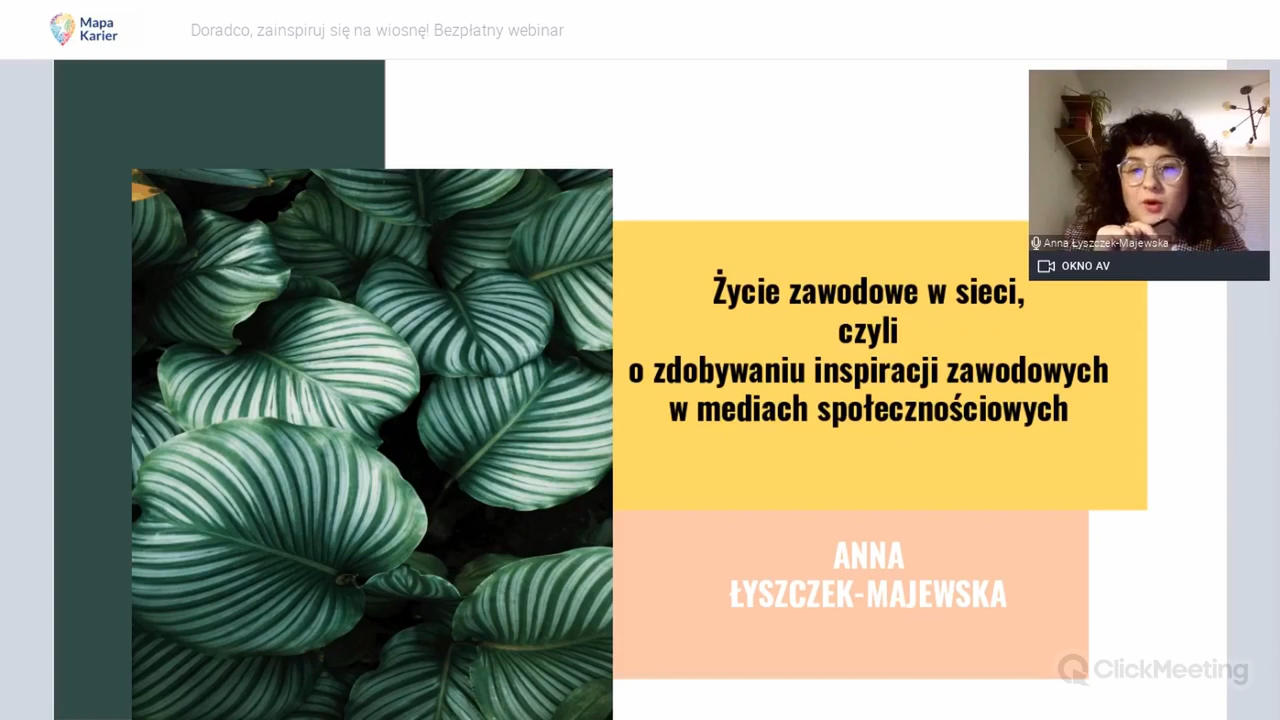 Mapa
Karier
Doradco, zainspiruj się na wiosnę! Bezpłatny webinar
Anna Łyszczek-Majewska
OKNO AV
Życie zawodowe w sieci,
czyli
o zdobywaniu inspiracji zawodowych
w mediach społecznościowych
ANNA
ŁYSZCZEK-MAJEWSKA
ClickMeeting